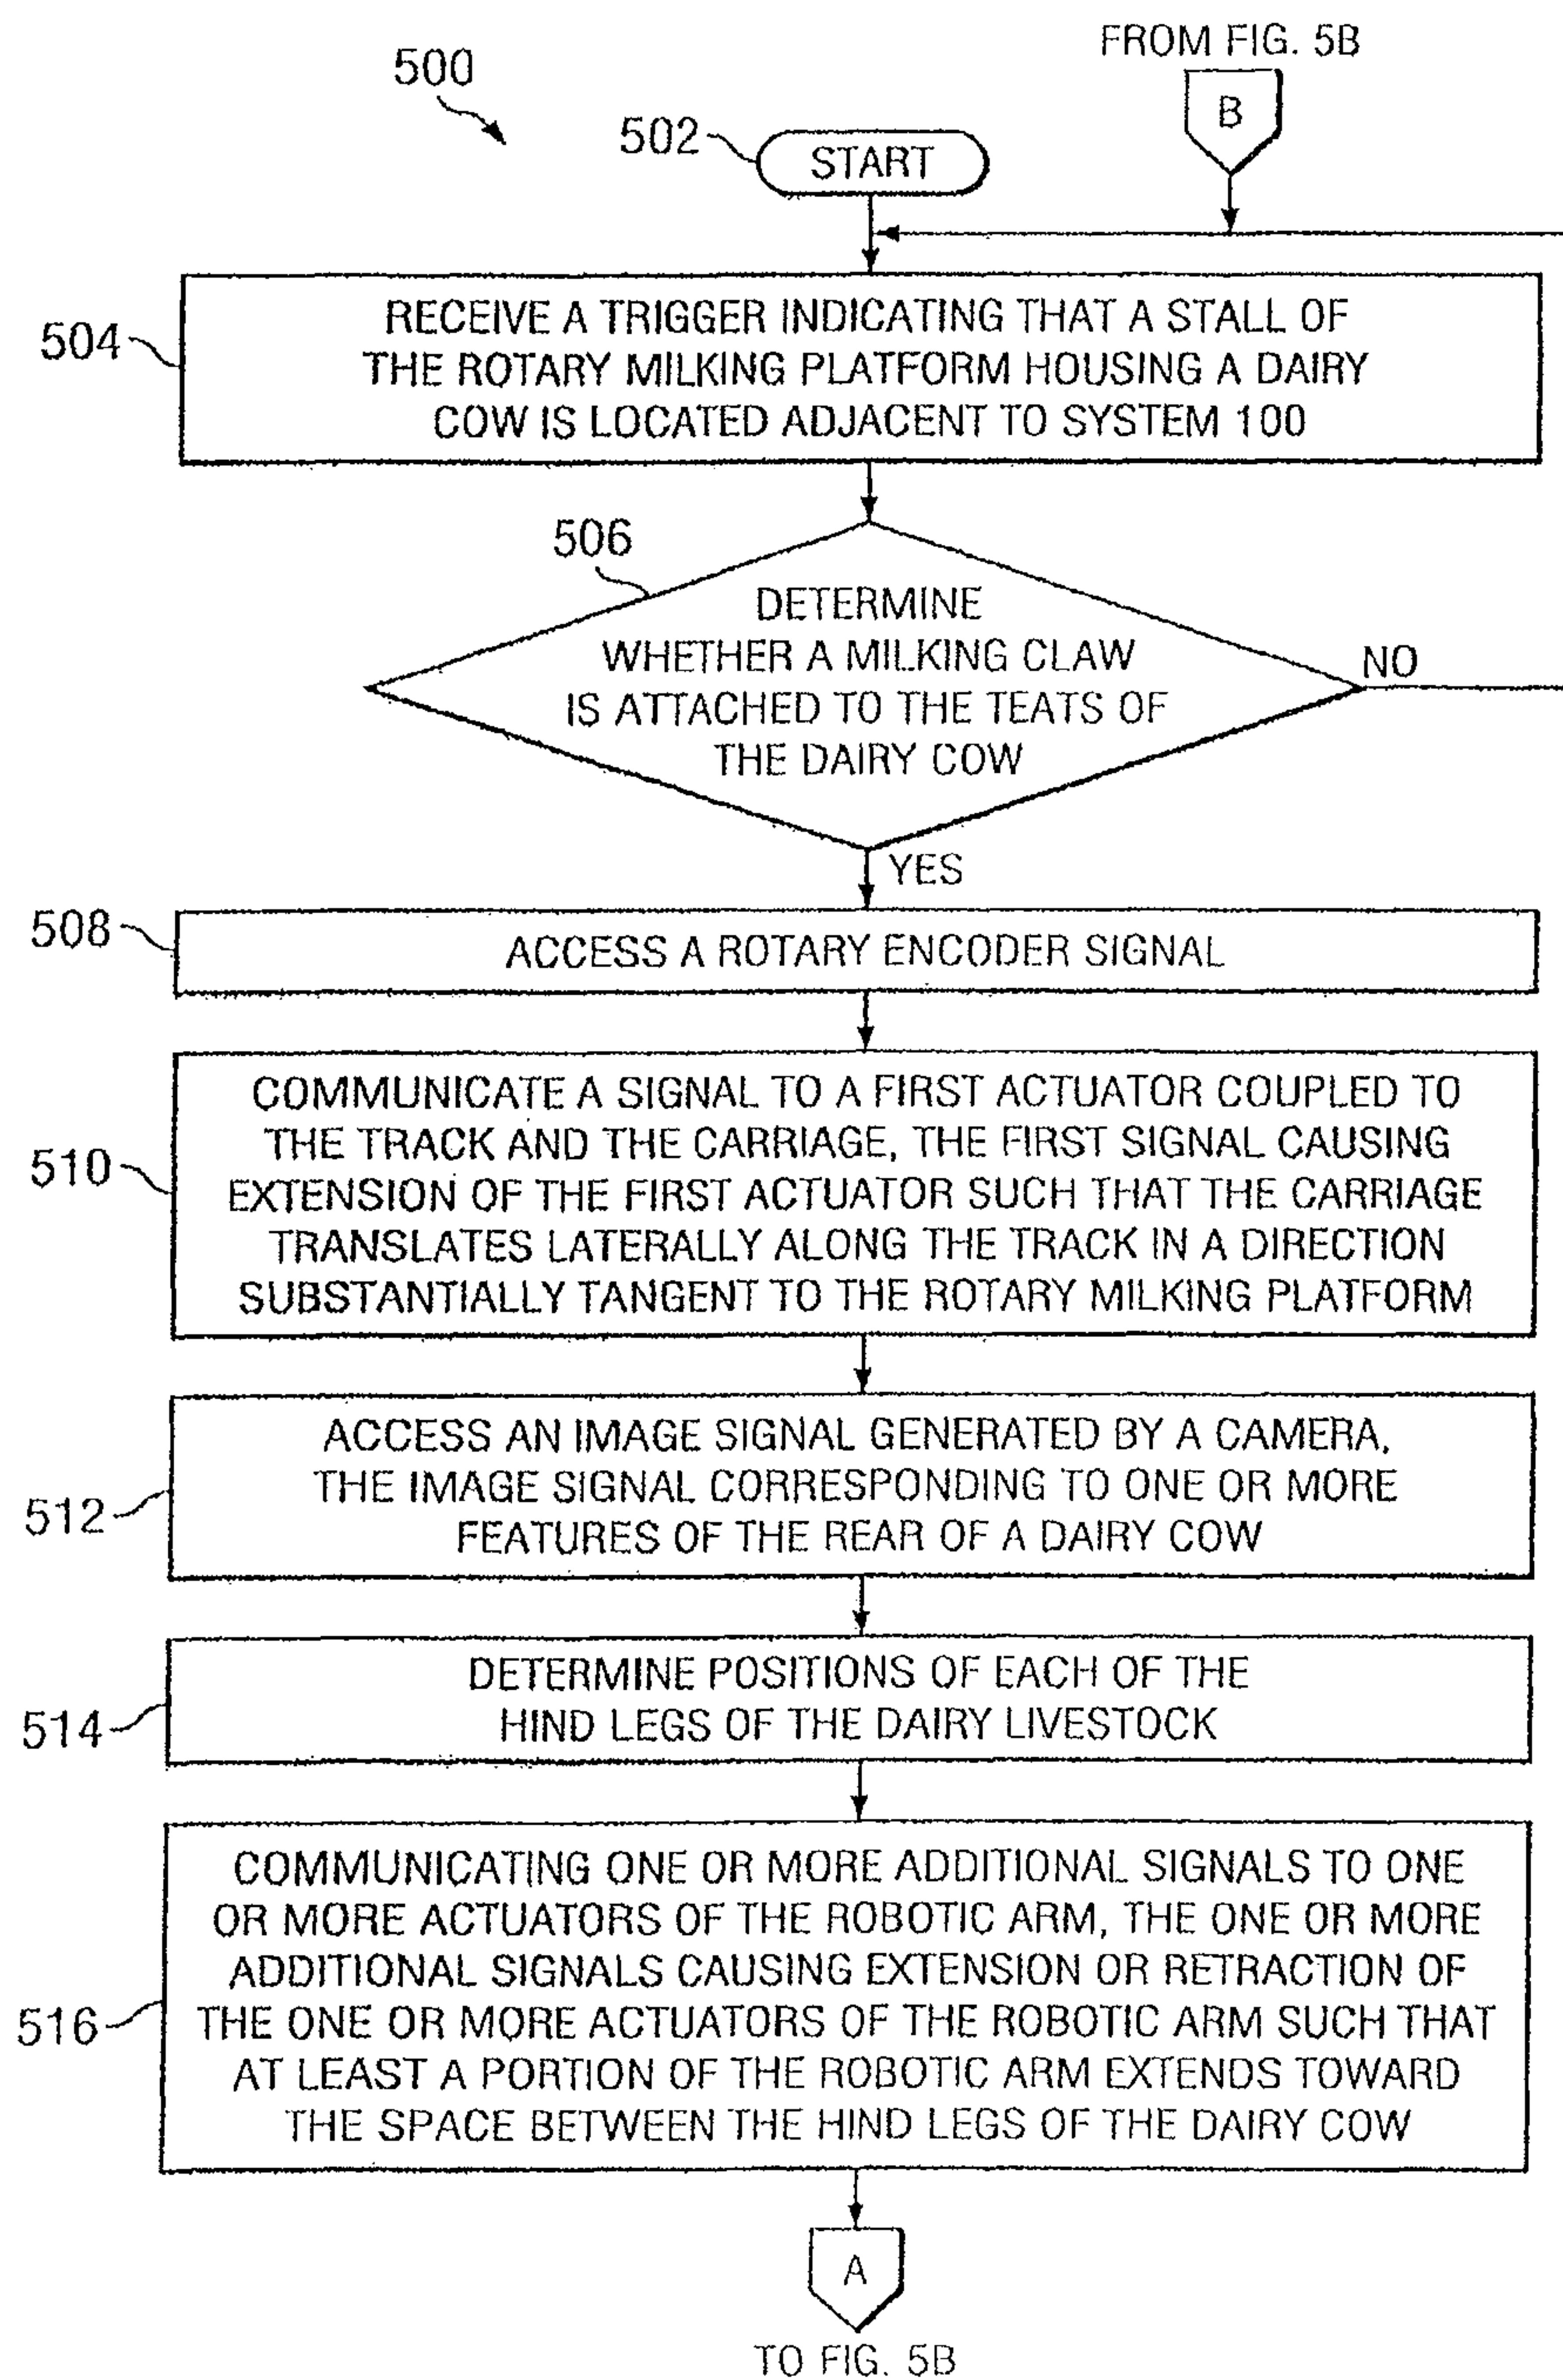 FROM FIG. 5B
500
B
502
START
504
RECEIVE A TRIGGER INDICATING THAT A STALL OF
THE ROTARY MILKING PLATFORM HOUSING A DAIRY
COW IS LOCATED ADJACENT TO SYSTEM 100
506
DETERMINE
WHETHER A MILKING CLAW
IS ATTACHED TO THE TEATS OF
THE DAIRY COW
NO
YES
508
ACCESS A ROTARY ENCODER SIGNAL
510
COMMUNICATE A SIGNAL TO A FIRST ACTUATOR COUPLED TO
THE TRACK AND THE CARRIAGE, THE FIRST SIGNAL CAUSING
EXTENSION OF THE FIRST ACTUATOR SUCH THAT THE CARRIAGE
TRANSLATES LATERALLY ALONG THE TRACK IN A DIRECTION
SUBSTANTIALLY TANGENT TO THE ROTARY MILKING PLATFORM
512
ACCESS AN IMAGE SIGNAL GENERATED BY A CAMERA,
THE IMAGE SIGNAL CORRESPONDING TO ONE OR MORE
FEATURES OF THE REAR OF A DAIRY COW
514
DETERMINE POSITIONS OF EACH OF THE
HIND LEGS OF THE DAIRY LIVESTOCK
516
COMMUNICATING ONE OR MORE ADDITIONAL SIGNALS TO ONE
OR MORE ACTUATORS OF THE ROBOTIC ARM, THE ONE OR MORE
ADDITIONAL SIGNALS CAUSING EXTENSION OR RETRACTION OF
THE ONE OR MORE ACTUATORS OF THE ROBOTIC ARM SUCH THAT
AT LEAST A PORTION OF THE ROBOTIC ARM EXTENDS TOWARD
THE SPACE BETWEEN THE HIND LEGS OF THE DAIRY COW
A
TO FIG. 5B